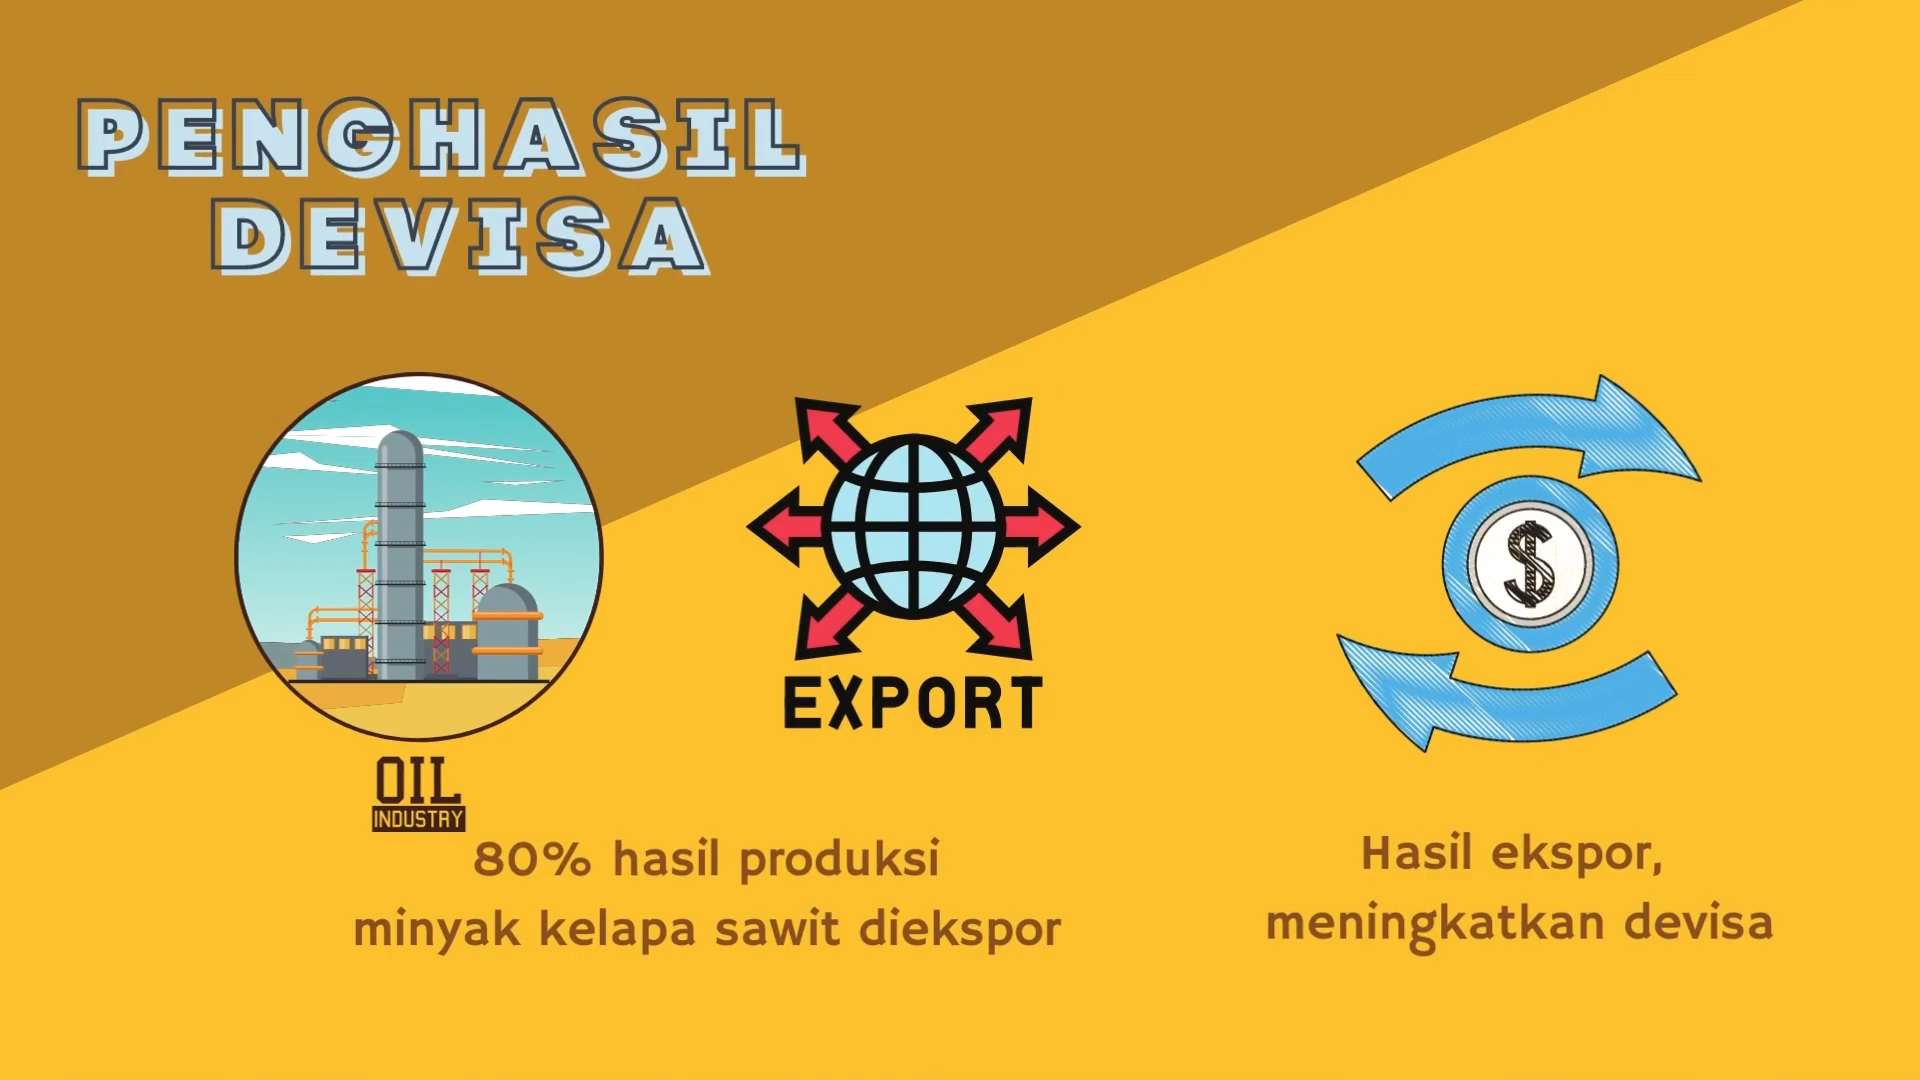 PENGHASIL
DEVISA
OIL
INDUSTRY
EXPORT
$
80% hasil produksi
minyak kelapa sawit diekspor
Hasil ekspor,
meningkatkan devisa